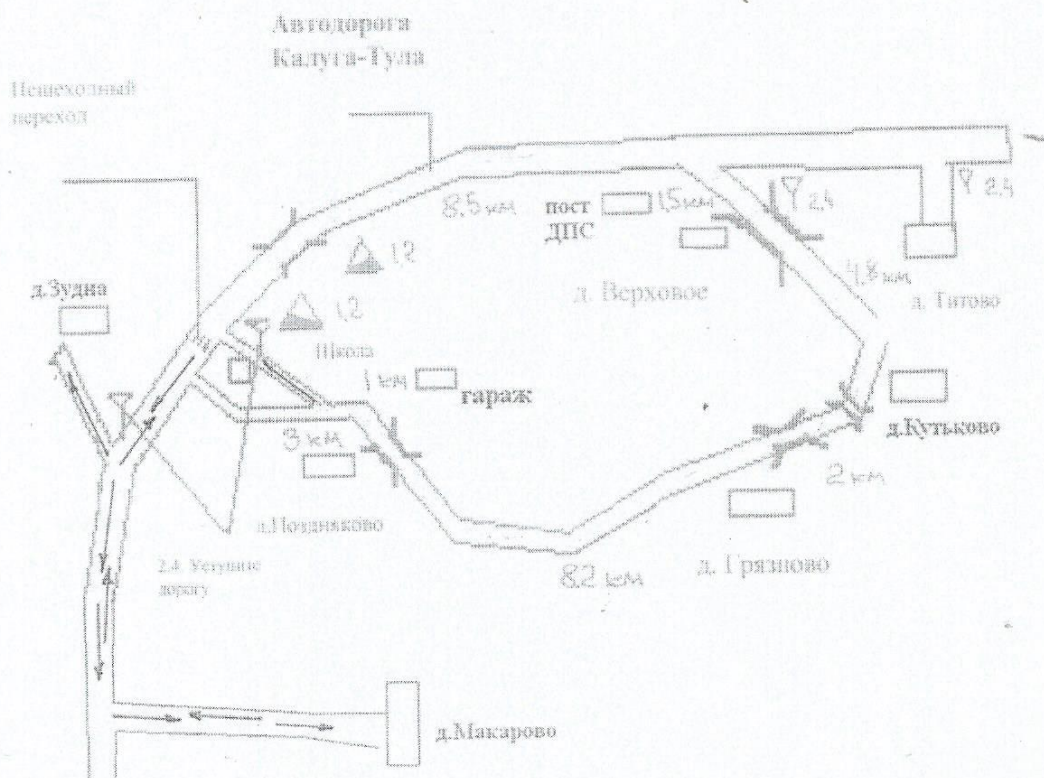 Автодорога
Калуга-Тула
Пешеходный
переход
8.5 км
пост
ДПС
1,5 км
2.4
2.4
1.2
4.8 км
д.Зудна
д. Верховое
д. Титово
1.2
Школа
1 км
гараж
3 км
д.Кутьково
2 км
д.Поздняково
2.4. Уступите
дорогу
8.2 км
д. Грязново
д.Макарово